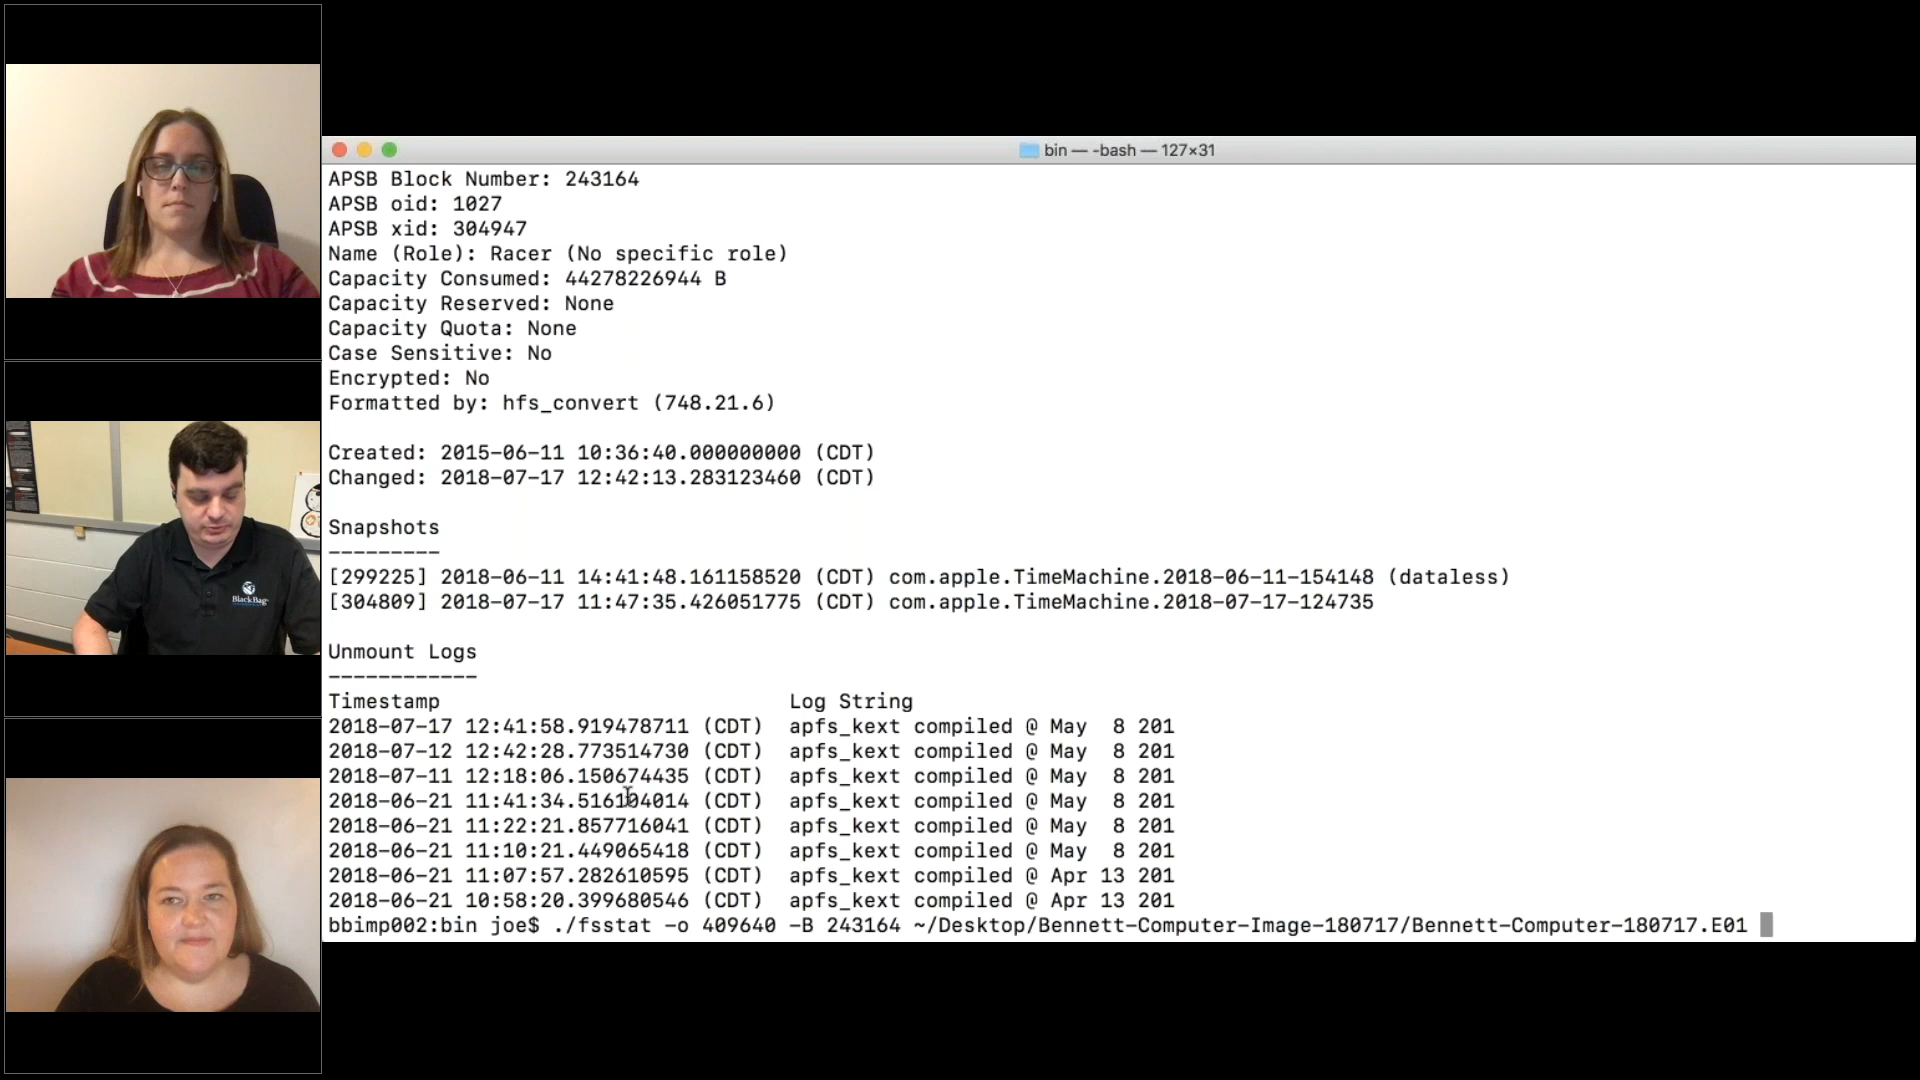 bin — -bash — 127×31
APSB Block Number: 243164
APSB oid: 1027
APSB xid: 304947
Name (Role): Racer (No specific role)
Capacity Consumed: 44278226944 B
Capacity Reserved: None
Capacity Quota: None
Case Sensitive: No
Encrypted: No
Formatted by: hfs_convert (748.21.6)
Created: 2015-06-11 10:36:40.000000000 (CDT)
Changed: 2018-07-17 12:42:13.283123460 (CDT)
Snapshots
---------
[299225] 2018-06-11 14:41:48.161158520 (CDT) com.apple.TimeMachine.2018-06-11-154148 (dataless)
[304809] 2018-07-17 11:47:35.426051775 (CDT) com.apple.TimeMachine.2018-07-17-124735
Unmount Logs
------------
Timestamp Log String
2018-07-17 12:41:58.919478711 (CDT) apfs_kext compiled @ May 8 201
2018-07-12 12:42:28.773514730 (CDT) apfs_kext compiled @ May 8 201
2018-07-11 12:18:06.150674435 (CDT) apfs_kext compiled @ May 8 201
2018-06-21 11:41:34.516104014 (CDT) apfs_kext compiled @ May 8 201
2018-06-21 11:22:21.857716041 (CDT) apfs_kext compiled @ May 8 201
2018-06-21 11:10:21.449065418 (CDT) apfs_kext compiled @ May 8 201
2018-06-21 11:07:57.282610595 (CDT) apfs_kext compiled @ Apr 13 201
2018-06-21 10:58:20.399680546 (CDT) apfs_kext compiled @ Apr 13 201
bbimp002:bin joe$ ./fsstat -o 409640 -B 243164 ~/Desktop/Bennett-Computer-Image-180717/Bennett-Computer-180717.E01
BlackBag